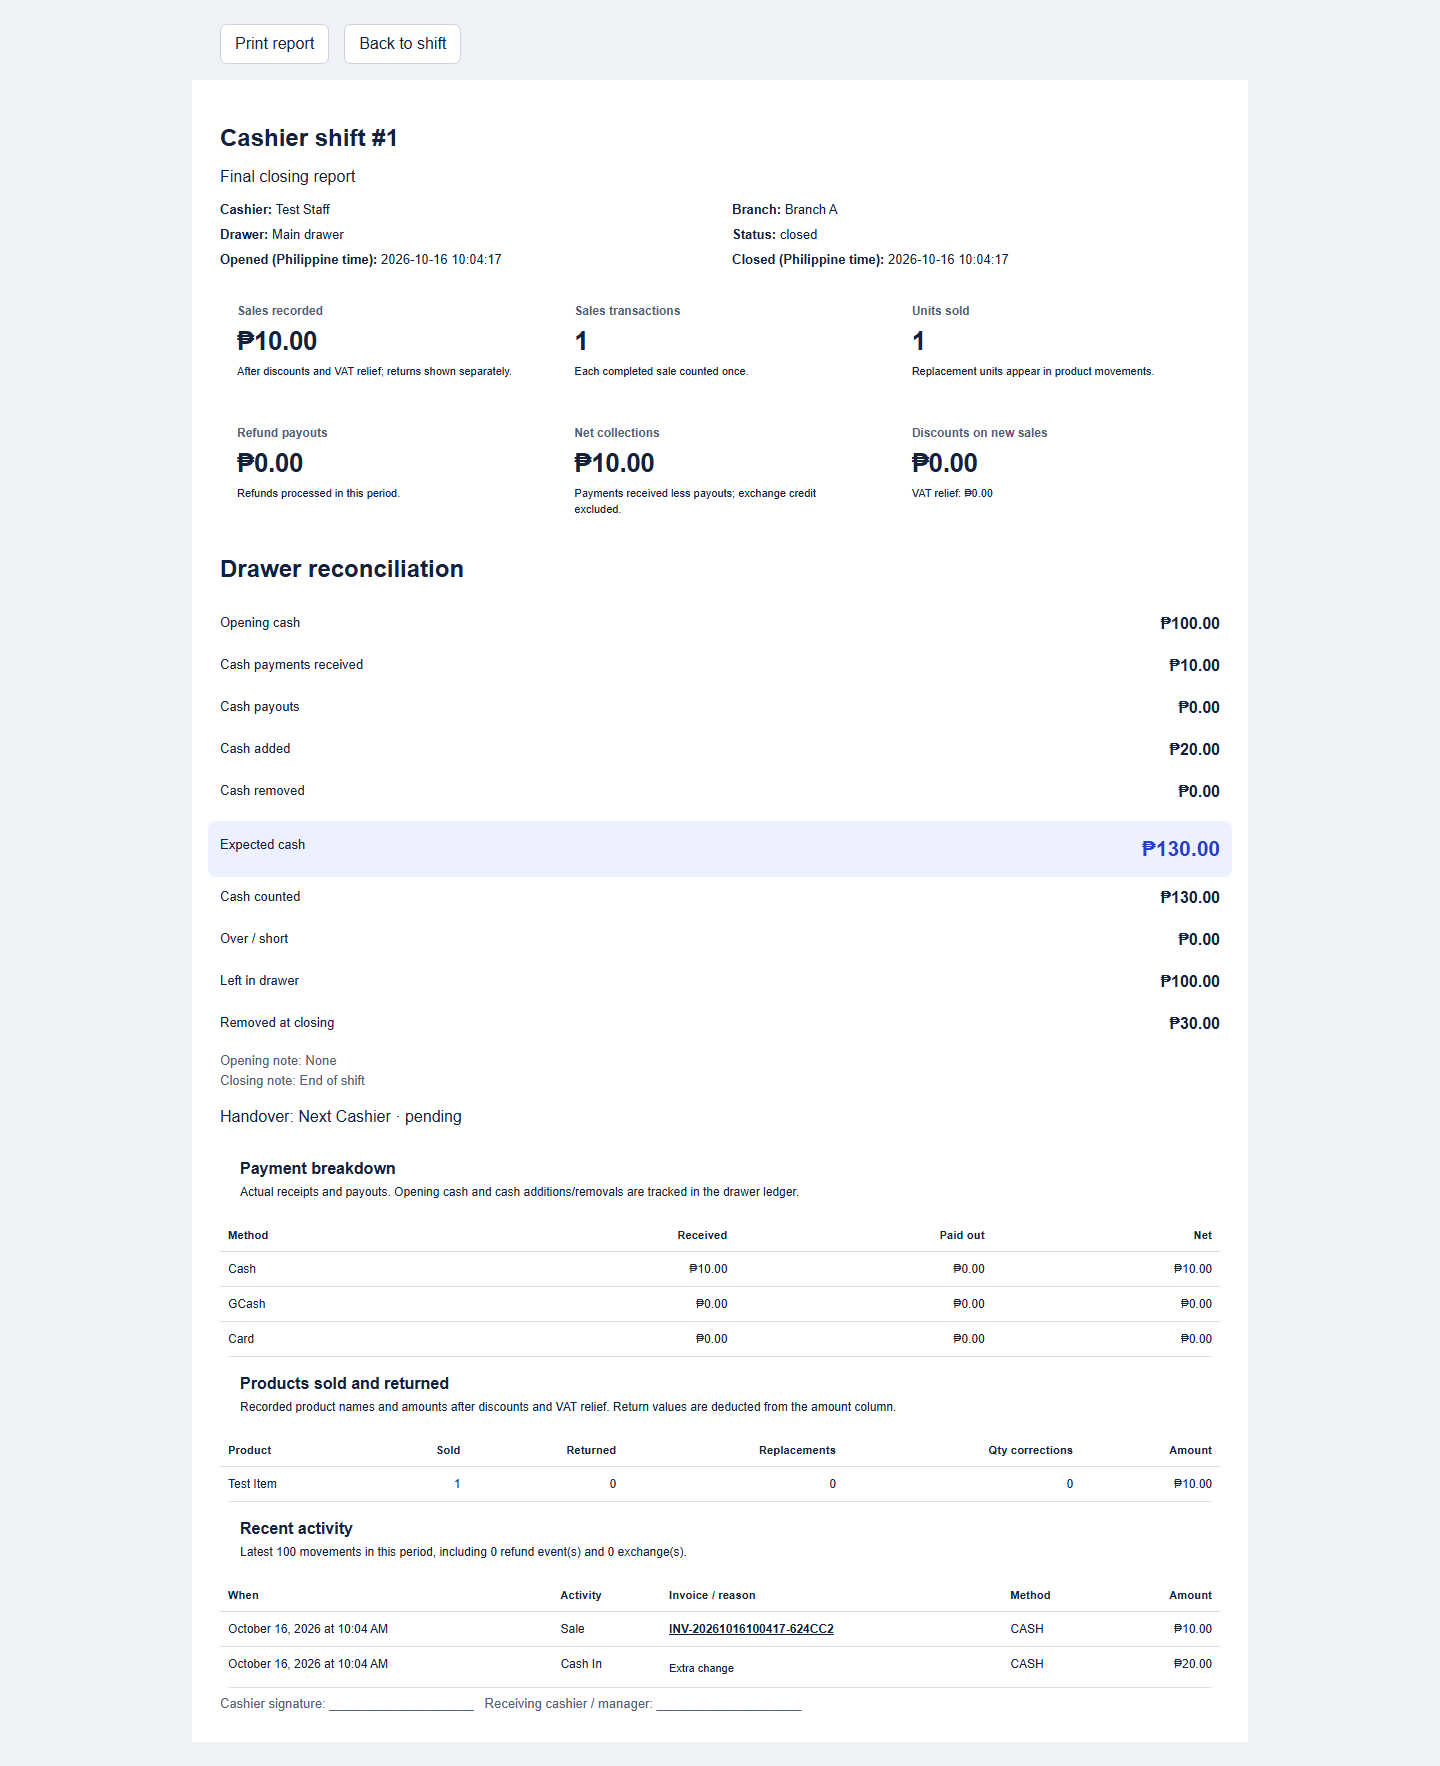 Print report Back to shift
Cashier shift #1
Final closing report
Cashier: Test Staff Branch: Branch A
Drawer: Main drawer Status: closed
Opened (Philippine time): 2026-10-16 10:04:17 Closed (Philippine time): 2026-10-16 10:04:17
Sales recorded Sales transactions Units sold
₱10.00 1 1
After discounts and VAT relief; returns shown separately. Each completed sale counted once. Replacement units appear in product movements.
Refund payouts Net collections Discounts on new sales
₱0.00 ₱10.00 ₱0.00
Refunds processed in this period. Payments received less payouts; exchange credit VAT relief: ₱0.00
excluded.
Drawer reconciliation
Opening cash ₱100.00
Cash payments received ₱10.00
Cash payouts ₱0.00
Cash added ₱20.00
Cash removed ₱0.00
Expected cash ₱130.00
Cash counted ₱130.00
Over / short ₱0.00
Left in drawer ₱100.00
Removed at closing ₱30.00
Opening note: None
Closing note: End of shift
Handover: Next Cashier · pending
Payment breakdown
Actual receipts and payouts. Opening cash and cash additions/removals are tracked in the drawer ledger.
Method Received Paid out Net
Cash ₱10.00 ₱0.00 ₱10.00
GCash ₱0.00 ₱0.00 ₱0.00
Card ₱0.00 ₱0.00 ₱0.00
Products sold and returned
Recorded product names and amounts after discounts and VAT relief. Return values are deducted from the amount column.
Product Sold Returned Replacements Qty corrections Amount
Test Item 1 0 0 0 ₱10.00
Recent activity
Latest 100 movements in this period, including 0 refund event(s) and 0 exchange(s).
When Activity Invoice / reason Method Amount
October 16, 2026 at 10:04 AM Sale INV-20261016100417-624CC2 CASH ₱10.00
October 16, 2026 at 10:04 AM Cash In Extra change CASH ₱20.00
Cashier signature: ____________________ Receiving cashier / manager: ____________________